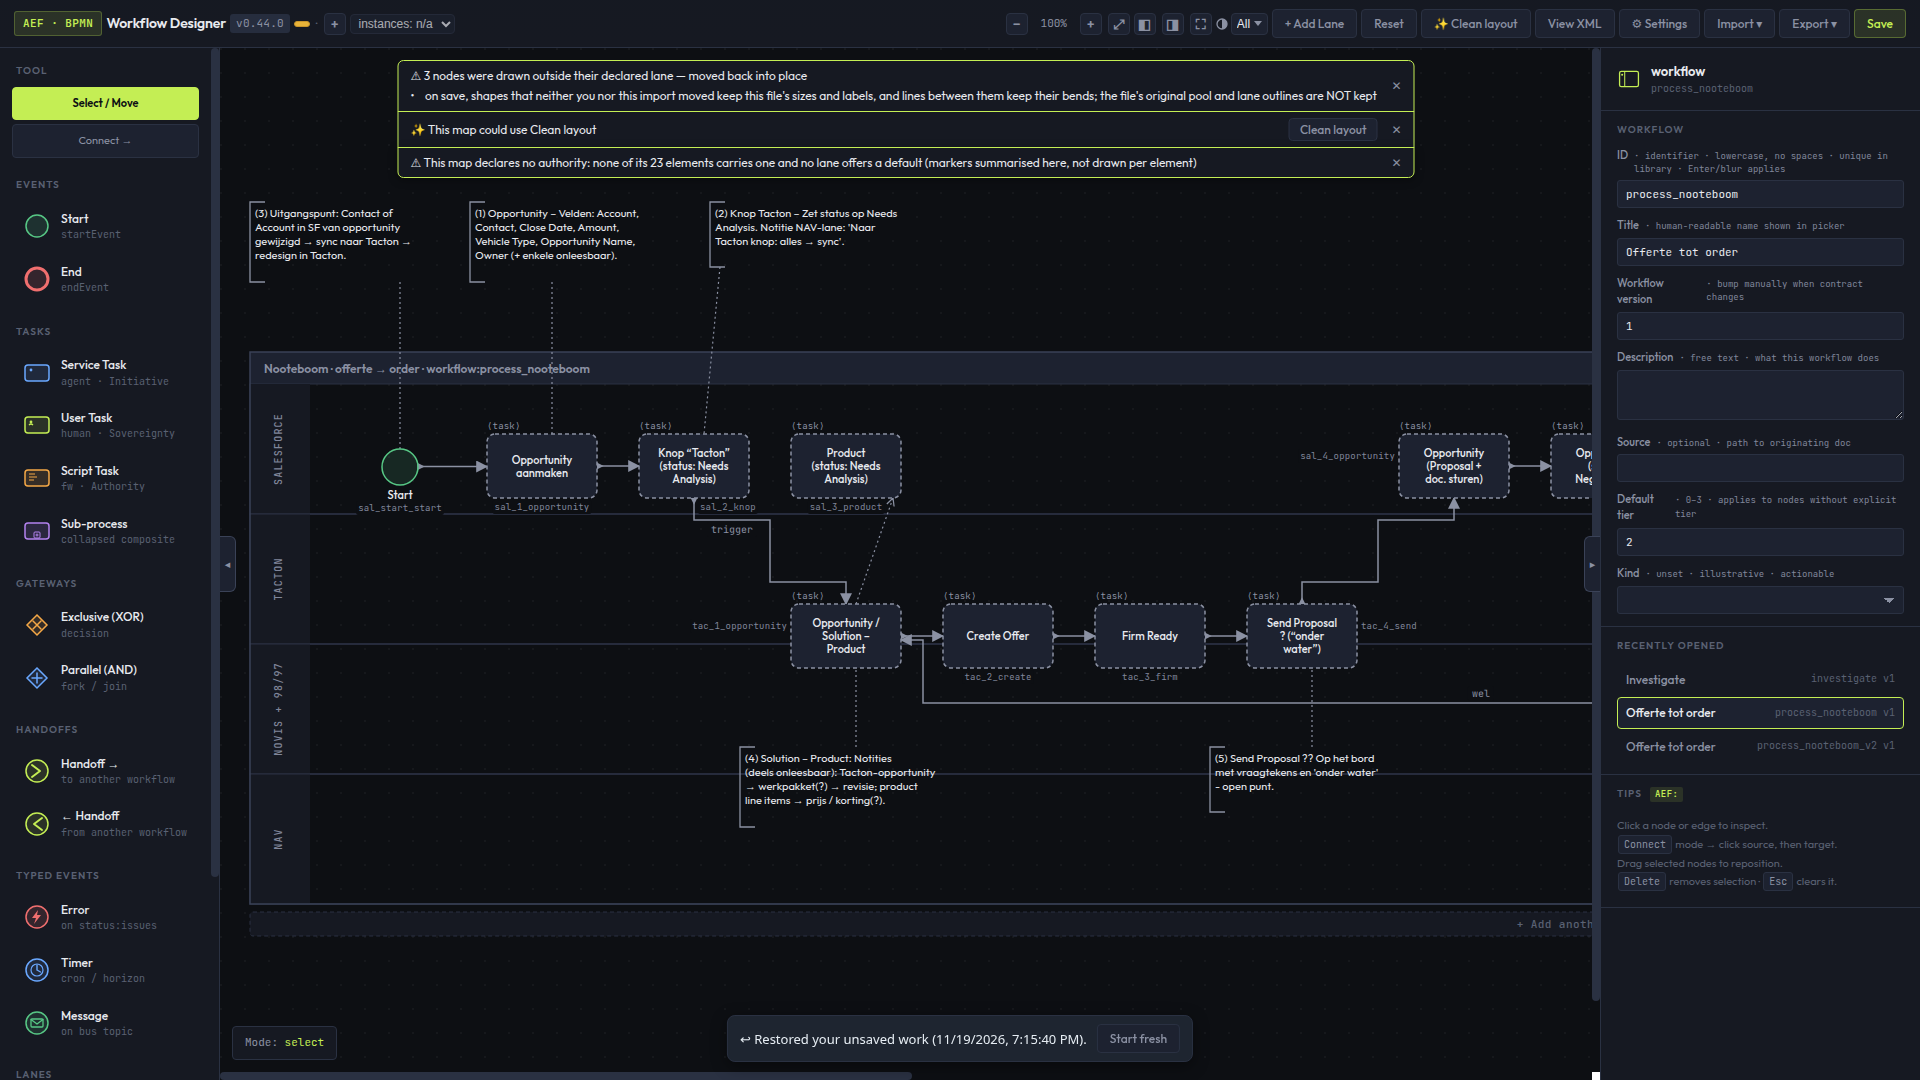 AEF · BPMN Workflow Designer v0.44.0 · + instances: n/a
− 100% + All + Add Lane Reset ✨ Clean layout View XML ⚙ Settings Import ▾ Export ▾ Save
TOOL
Select / Move
Connect →
EVENTS
Start
startEvent
End
endEvent
TASKS
Service Task
agent · Initiative
User Task
human · Sovereignty
Script Task
fw · Authority
Sub-process
collapsed composite
GATEWAYS
Exclusive (XOR)
decision
Parallel (AND)
fork / join
HANDOFFS
Handoff →
to another workflow
← Handoff
from another workflow
TYPED EVENTS
Error
on status:issues
Timer
cron / horizon
Message
on bus topic
LANES
⚠ 3 nodes were drawn outside their declared lane — moved back into place
• on save, shapes that neither you nor this import moved keep this file's sizes and labels, and lines between them keep their bends; the file's original pool and lane outlines are NOT kept
✨ This map could use Clean layout
Clean layout
⚠ This map declares no authority: none of its 23 elements carries one and no lane offers a default (markers summarised here, not drawn per element)
(3) Uitgangspunt: Contact of
Account in SF van opportunity
gewijzigd → sync naar Tacton →
redesign in Tacton.
(1) Opportunity – Velden: Account,
Contact, Close Date, Amount,
Vehicle Type, Opportunity Name,
Owner (+ enkele onleesbaar).
(2) Knop Tacton – Zet status op Needs
Analysis. Notitie NAV-lane: 'Naar
Tacton knop: alles → sync'.
Nooteboom · offerte → order · workflow:process_nooteboom
SALESFORCE
Start
sal_start_start
(task)
Opportunity
aanmaken
sal_1_opportunity
(task)
Knop “Tacton”
(status: Needs
Analysis)
sal_2_knop
trigger
(task)
Product
(status: Needs
Analysis)
sal_3_product
(task)
sal_4_opportunity
Opportunity
(Proposal +
doc. sturen)
(task)
TACTON
(task)
tac_1_opportunity
Opportunity /
Solution –
Product
(task)
Create Offer
tac_2_create
(task)
Firm Ready
tac_3_firm
(task)
Send Proposal
? (“onder
water”)
tac_4_send
NOVIS + 98/97
wel
(4) Solution – Product: Notities
(deels onleesbaar): Tacton-opportunity
→ werkpakket(?) → revisie; product
line items → prijs / korting(?).
(5) Send Proposal ?? Op het bord
met vraagtekens en 'onder water'
- open punt.
NAV
+ Add anoth
Mode: select
↩ Restored your unsaved work (11/19/2026, 7:15:40 PM). Start fresh
workflow
process_nooteboom
WORKFLOW
ID · identifier · lowercase, no spaces · unique in
library · Enter/blur applies
process_nooteboom
Title · human-readable name shown in picker
Offerte tot order
Workflow version · bump manually when contract changes
1
Description · free text · what this workflow does
Source · optional · path to originating doc
Default tier · 0–3 · applies to nodes without explicit tier
2
Kind · unset · illustrative · actionable
RECENTLY OPENED
Investigate investigate v1
Offerte tot order process_nooteboom v1
Offerte tot order process_nooteboom_v2 v1
TIPS AEF:
Click a node or edge to inspect.
Connect mode → click source, then target.
Drag selected nodes to reposition.
Delete removes selection · Esc clears it.